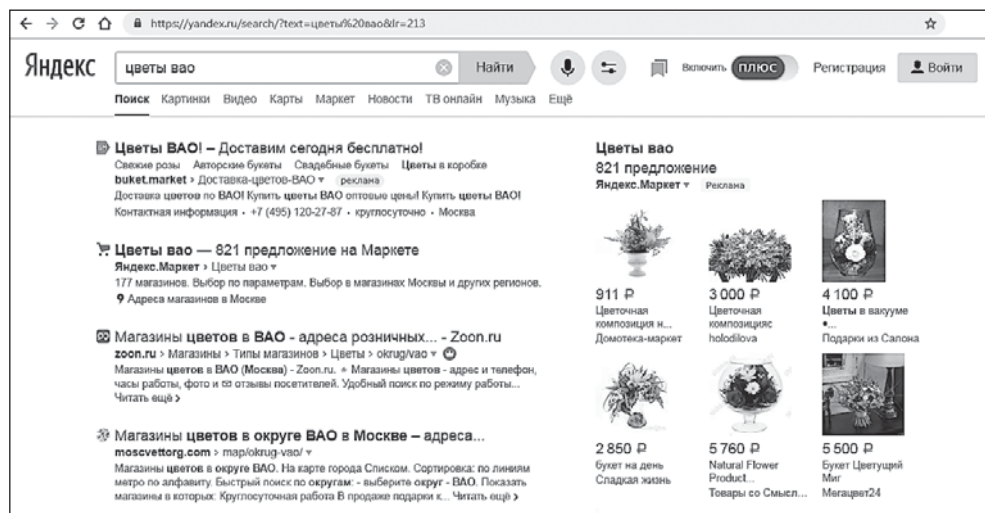 https://yandex.ru/search/?text=цветы%20вао&lr=213
Яндекс
цветы вао
Найти
Включить ПЛЮС
Регистрация
Войти
Поиск Картинки Видео Карты Маркет Новости ТВ онлайн Музыка Ещё
Цветы ВАО! – Доставим сегодня бесплатно!
Свежие розы Авторские букеты Свадебные букеты Цветы в коробке
buket.market › Доставка-цветов-ВАО реклама
Доставка цветов по ВАО! Купить цветы ВАО оптовые цены! Купить цветы ВАО!
Контактная информация · +7 (495) 120-27-87 · круглосуточно · Москва
Цветы вао — 821 предложение на Маркете
Яндекс.Маркет › Цветы вао
177 магазинов. Выбор по параметрам. Выбор в магазинах Москвы и других регионов.
Адреса магазинов в Москве
Магазины цветов в ВАО - адреса розничных... - Zoon.ru
zoon.ru › Магазины › Типы магазинов › Цветы › okrug/vao
Магазины цветов в ВАО (Москва) - Zoon.ru. Магазины цветов - адрес и телефон,
часы работы, фото и отзывы посетителей. Удобный поиск по режиму работы...
Читать ещё ›
Магазины цветов в округе ВАО в Москве – адреса...
moscvettorg.com › map/okrug-vao/
Магазины цветов в округе ВАО. На карте города Списком. Сортировка: по линиям
метро по алфавиту. Быстрый поиск по округам: - выберите округ - ВАО. Показать
магазины в которых: Круглосуточная работа В продаже подарки к... Читать ещё ›
Цветы вао
821 предложение
Яндекс.Маркет Реклама
911 ₽
Цветочная
композиция н...
Домотека-маркет
3 000 ₽
Цветочная
композицияс
holodilova
4 100 ₽
Цветы в вакууме
•...
Подарки из Салона
2 850 ₽
букет на день
Сладкая жизнь
5 760 ₽
Natural Flower
Product...
Товары со Смысл...
5 500 ₽
Букет Цветущий
Миг
Мегацвет24